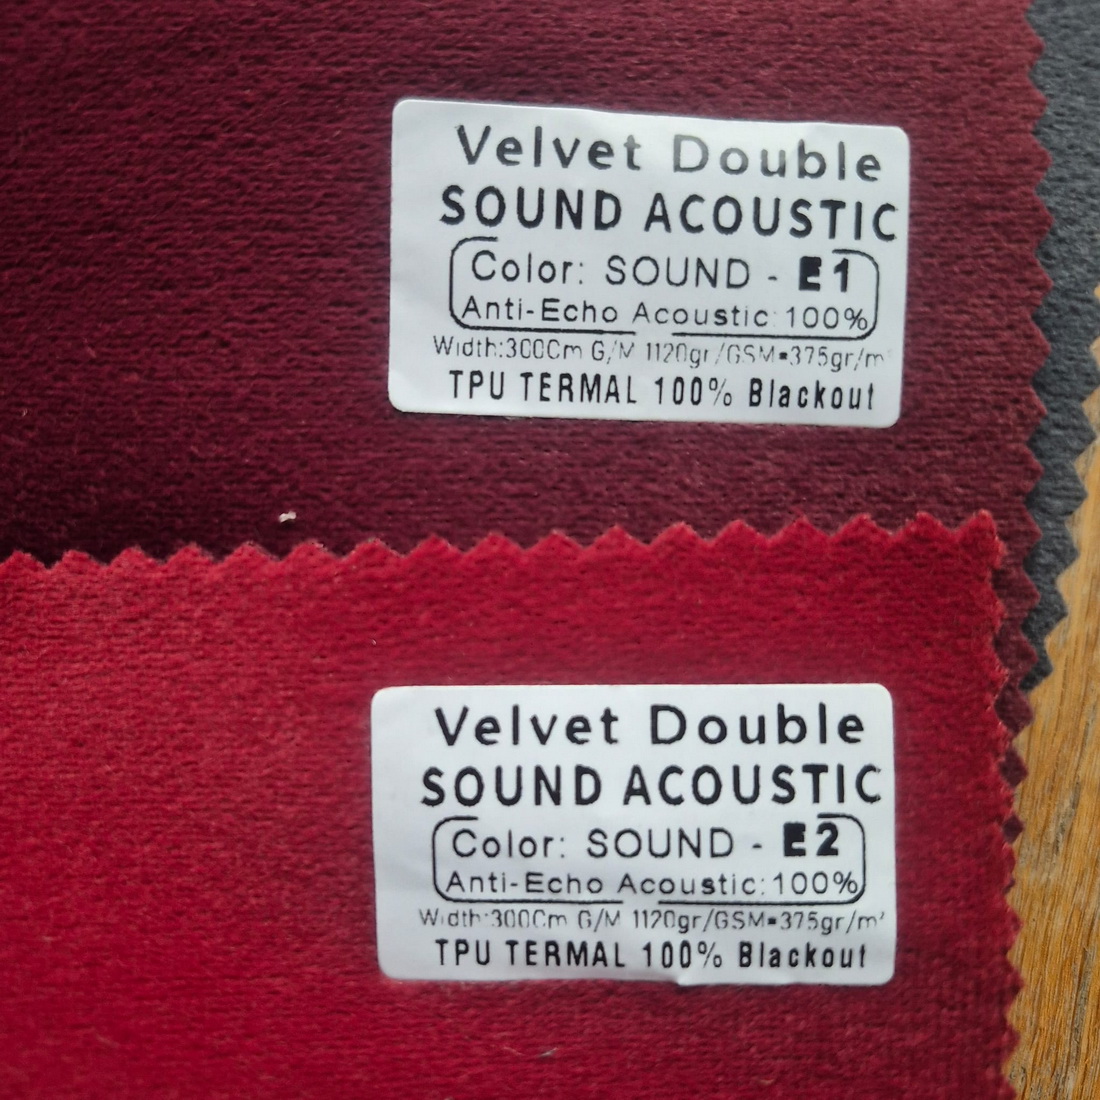 Velvet Double
SOUND ACOUSTIC
Color: SOUND - E1
Anti-Echo Acoustic:100%
Width:300Cm G/M 1120gr/GSM=375gr/m²
TPU TERMAL 100% Blackout
Velvet Double
SOUND ACOUSTIC
Color: SOUND - E2
Anti-Echo Acoustic:100%
Width:300Cm G/M 1120gr/GSM=375gr/m²
TPU TERMAL 100% Blackout